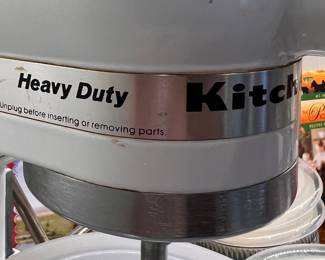 Heavy Duty
Unplug before inserting or removing parts.
Kitch